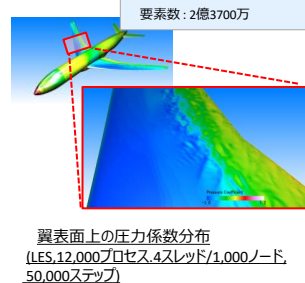 要素数：2億3700万
Pressure Coefficient
翼表面上の圧力係数分布
(LES,12,000プロセス.4スレッド/1,000ノード,
50,000ステップ)